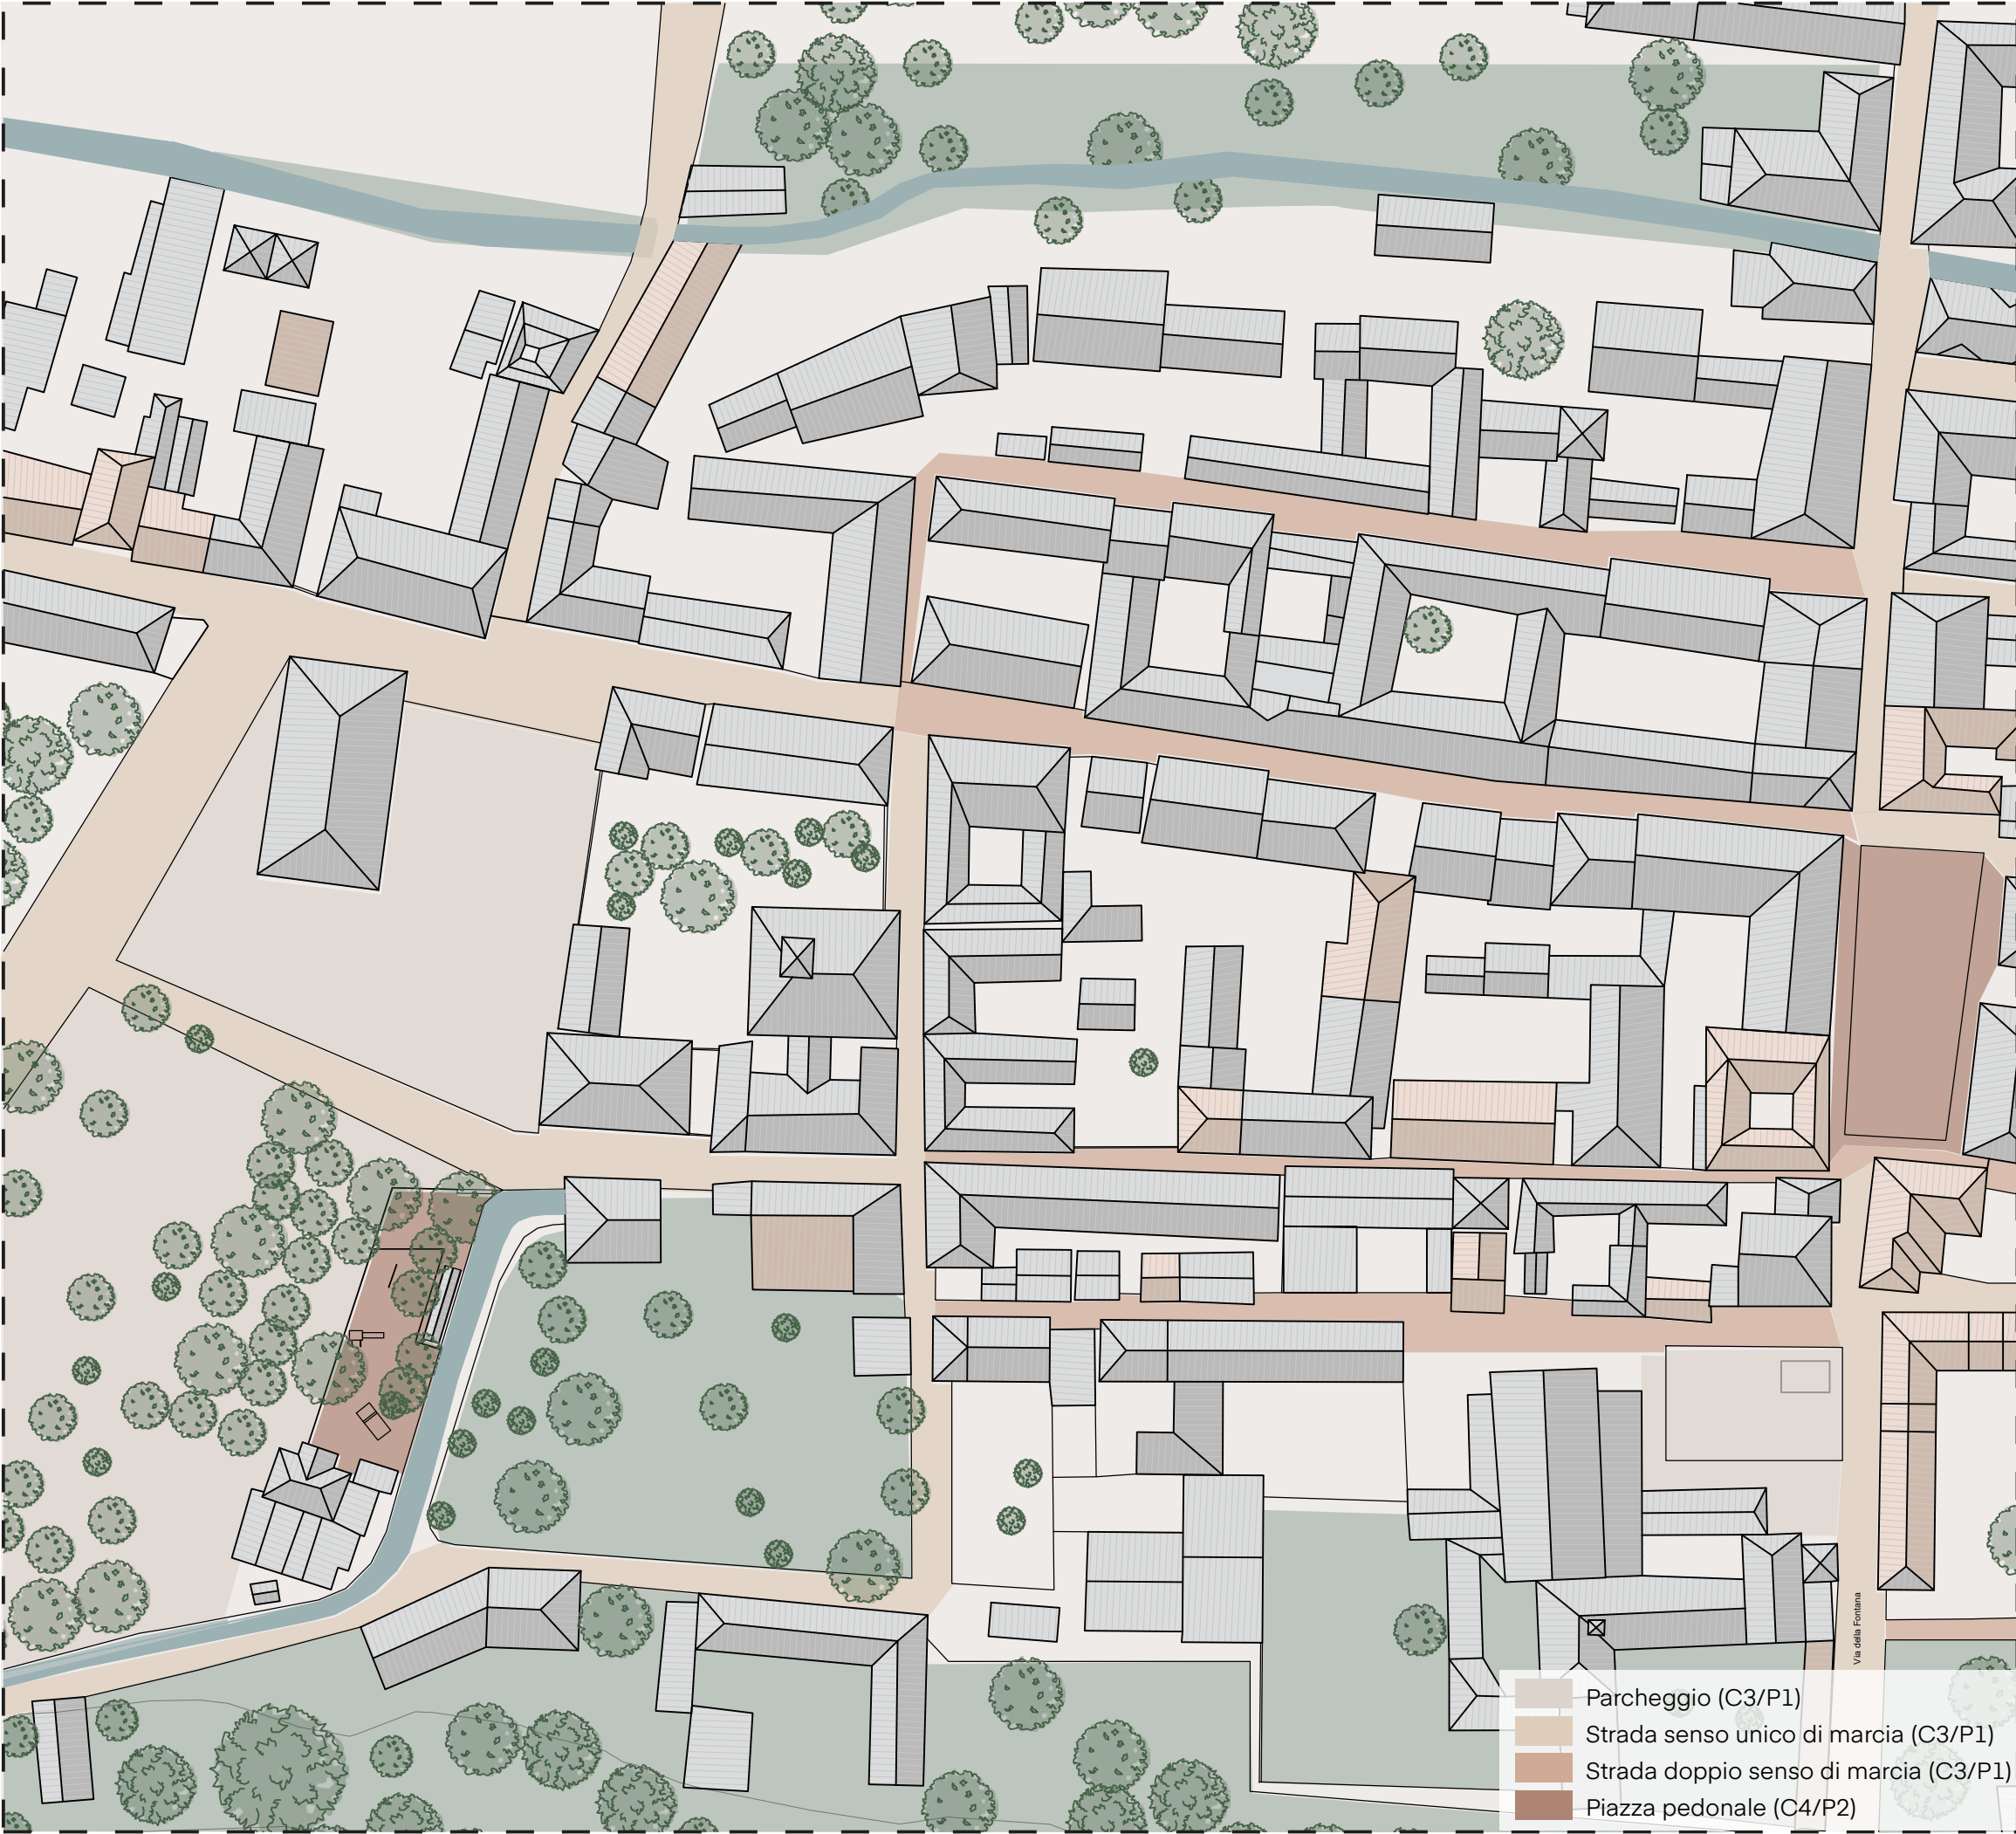 Via della Fontana
Parcheggio (C3/P1)
Strada senso unico di marcia (C3/P1)
Strada doppio senso di marcia (C3/P1)
Piazza pedonale (C4/P2)